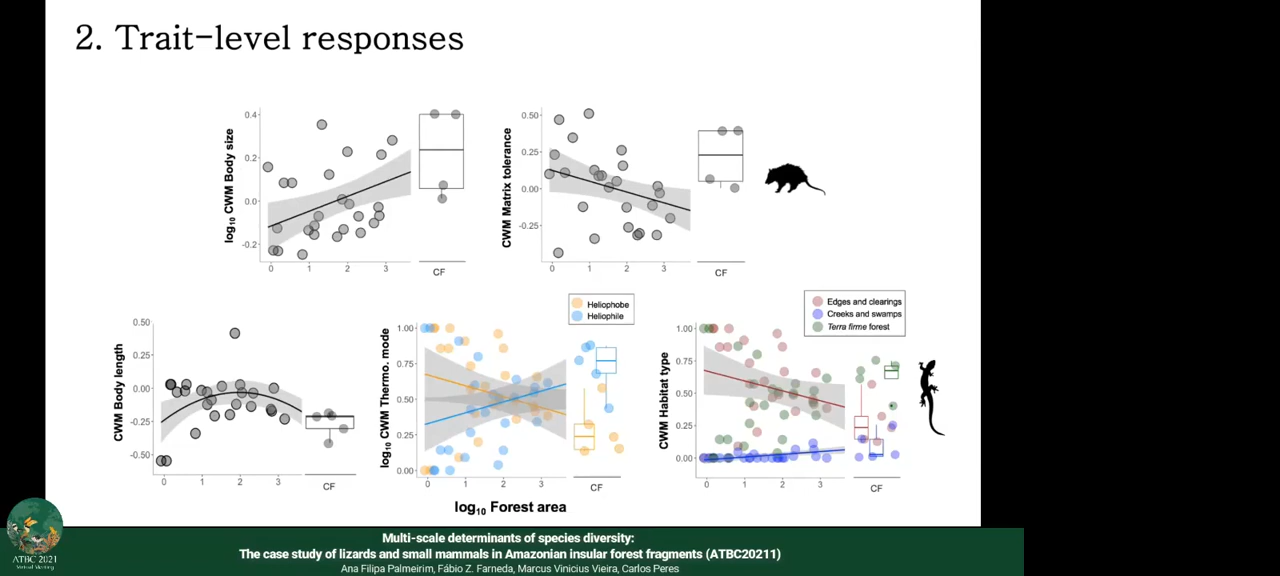 2. Trait-level responses
log10 CWM Body size
0.4
0.2
0.0
-0.2
0
1
2
3
CF
CWM Matrix tolerance
0.50
0.25
0.00
-0.25
0
1
2
3
CF
CWM Body length
0.50
0.25
0.00
-0.25
-0.50
0
1
2
3
CF
Heliophobe
Heliophile
log10 CWM Thermo. mode
1.00
0.75
0.50
0.25
0.00
0
1
2
3
CF
Edges and clearings
Creeks and swamps
Terra firme forest
CWM Habitat type
1.00
0.75
0.50
0.25
0.00
0
1
2
3
CF
log10 Forest area
ATBC 2021
Virtual Meeting
Multi-scale determinants of species diversity:
The case study of lizards and small mammals in Amazonian insular forest fragments (ATBC20211)
Ana Filipa Palmeirim, Fábio Z. Farneda, Marcus Vinicius Vieira, Carlos Peres